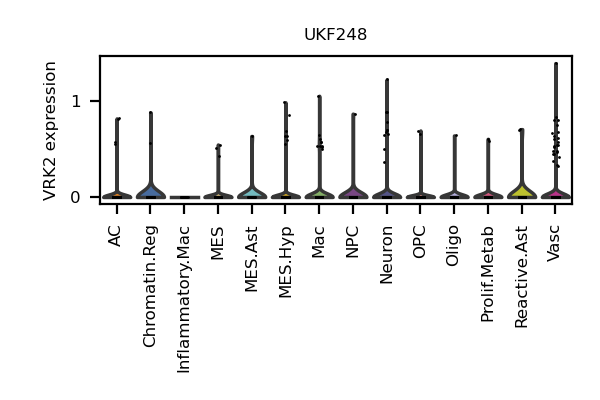 UKF248
VRK2 expression
1
0
AC
Chromatin.Reg
Inflammatory.Mac
MES
MES.Ast
MES.Hyp
Mac
NPC
Neuron
OPC
Oligo
Prolif.Metab
Reactive.Ast
Vasc